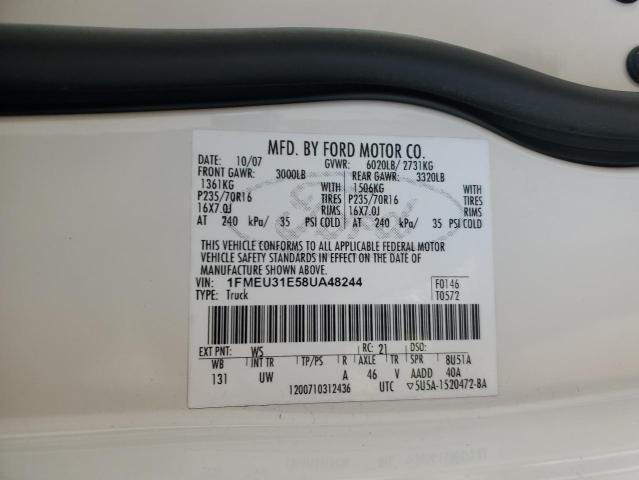 MFD. BY FORD MOTOR CO.
DATE: 10/07 GVWR: 6020LB/ 2731KG
FRONT GAWR: 3000LB REAR GAWR: 3320LB
1361KG WITH 1506KG WITH
P235/70R16 TIRES P235/70R16 TIRES
16X7.0J RIMS 16X7.0J RIMS
AT 240 kPa/ 35 PSI COLD AT 240 kPa/ 35 PSI COLD
Ford
THIS VEHICLE CONFORMS TO ALL APPLICABLE FEDERAL MOTOR
VEHICLE SAFETY STANDARDS IN EFFECT ON THE DATE OF
MANUFACTURE SHOWN ABOVE.
VIN: 1FMEU31E58UA48244 F0146
TYPE: Truck T0572
EXT PNT: WS RC: 21 DSO:
WB INT TR TP/PS R AXLE TR SPR 8U51A
131 UW A 46 V AADD 40A
1200710312436 UTC 5U5A-1520472-BA